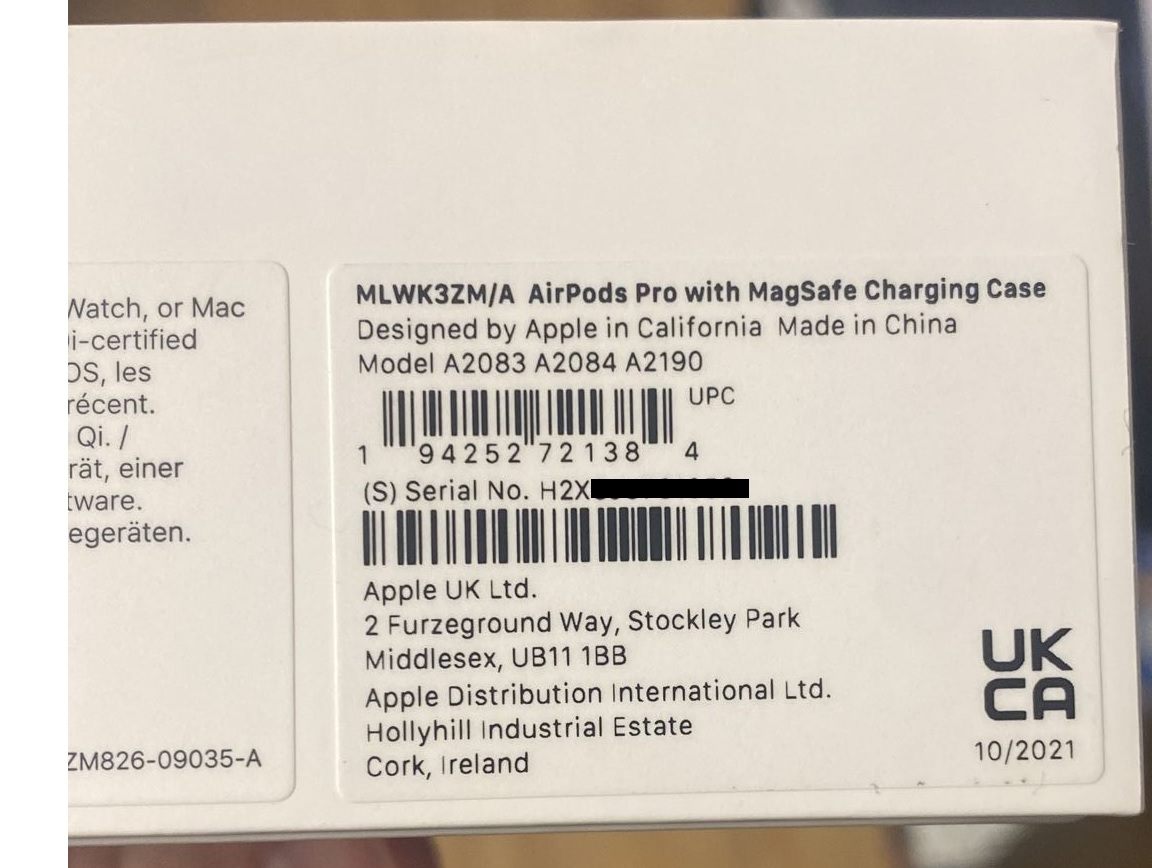 Watch, or Mac
i-certified
OS, les
récent.
Qi. /
rät, einer
tware.
egeräten.
ZM826-09035-A
MLWK3ZM/A AirPods Pro with MagSafe Charging Case
Designed by Apple in California Made in China
Model A2083 A2084 A2190
UPC
1 94252 72138 4
(S) Serial No. H2X
Apple UK Ltd.
2 Furzeground Way, Stockley Park
Middlesex, UB11 1BB
Apple Distribution International Ltd.
Hollyhill Industrial Estate
Cork, Ireland
UK
CA
10/2021